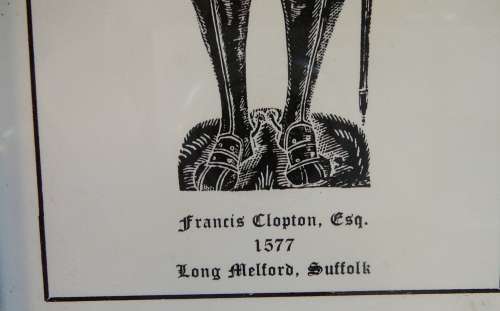 Francis Clopton, Esq.
1577
Long Melford, Suffolk